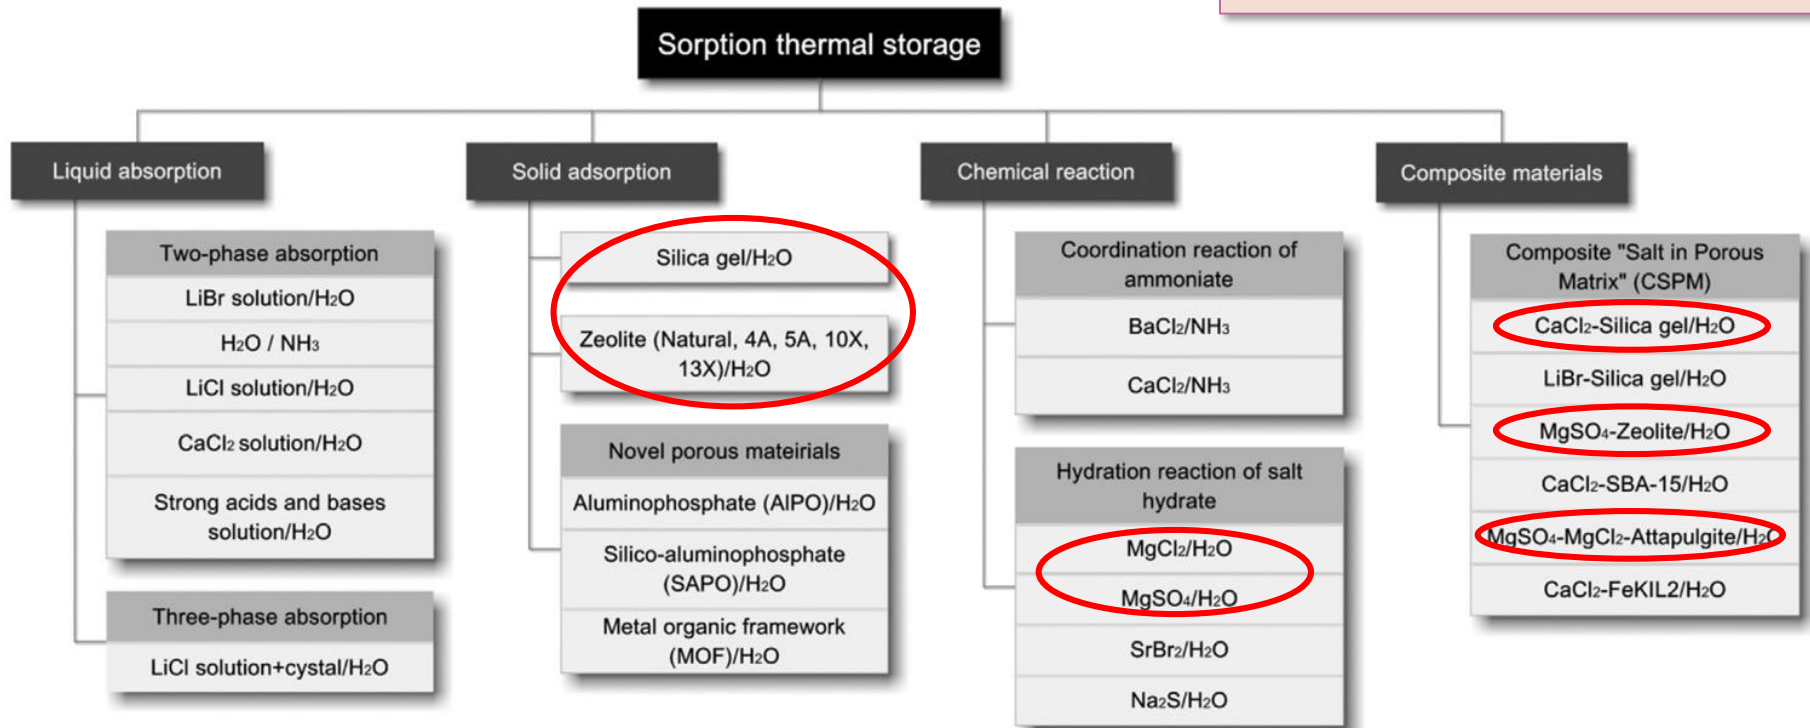 Sorption thermal storage
Liquid absorption
Two-phase absorption
LiBr solution/H₂O
H₂O / NH₃
LiCl solution/H₂O
CaCl₂ solution/H₂O
Strong acids and bases
solution/H₂O
Three-phase absorption
LiCl solution+cystal/H₂O
Solid adsorption
Silica gel/H₂O
Zeolite (Natural, 4A, 5A, 10X,
13X)/H₂O
Novel porous mateirials
Aluminophosphate (AlPO)/H₂O
Silico-aluminophosphate
(SAPO)/H₂O
Metal organic framework
(MOF)/H₂O
Chemical reaction
Coordination reaction of
ammoniate
BaCl₂/NH₃
CaCl₂/NH₃
Hydration reaction of salt
hydrate
MgCl₂/H₂O
MgSO₄/H₂O
SrBr₂/H₂O
Na₂S/H₂O
Composite materials
Composite "Salt in Porous
Matrix" (CSPM)
CaCl₂-Silica gel/H₂O
LiBr-Silica gel/H₂O
MgSO₄-Zeolite/H₂O
CaCl₂-SBA-15/H₂O
MgSO₄-MgCl₂-Attapulgite/H₂O
CaCl₂-FeKIL2/H₂O